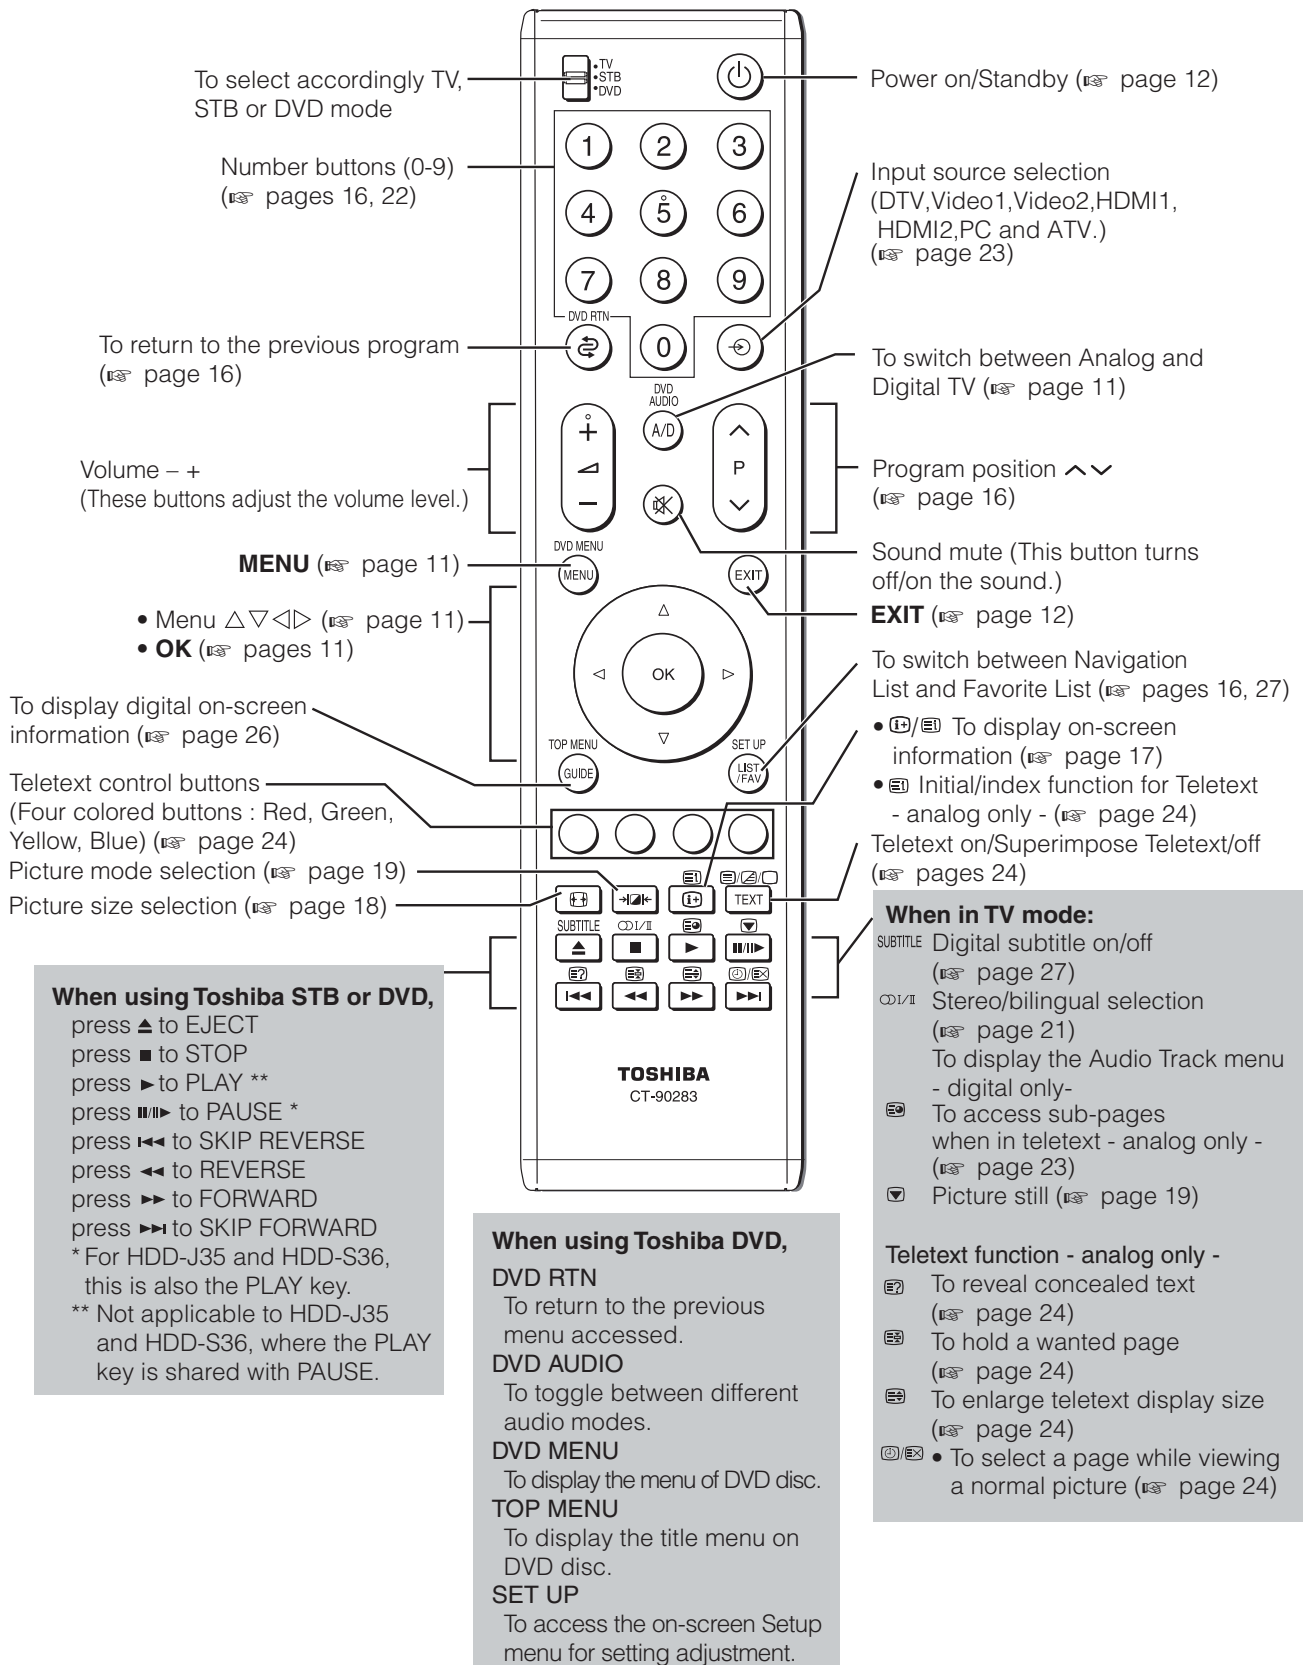 To select accordingly TV,
STB or DVD mode
Number buttons (0-9)
(☞ pages 16, 22)
To return to the previous program
(☞ page 16)
Volume – +
(These buttons adjust the volume level.)
MENU (☞ page 11)
• Menu △▽◁▷ (☞ page 11)
• OK (☞ pages 11)
To display digital on-screen
information (☞ page 26)
Teletext control buttons
(Four colored buttons : Red, Green,
Yellow, Blue) (☞ page 24)
Picture mode selection (☞ page 19)
Picture size selection (☞ page 18)
•TV
•STB
•DVD
1 2 3
4 5 6
7 8 9
DVD RTN
0
DVD
AUDIO
+
A/D
P
–
DVD MENU
MENU
EXIT
△
◁ OK ▷
▽
TOP MENU
GUIDE
SET UP
LIST
/FAV
i+
TEXT
SUBTITLE
I/II
TOSHIBA
CT-90283
Power on/Standby (☞ page 12)
Input source selection
(DTV,Video1,Video2,HDMI1,
HDMI2,PC and ATV.)
(☞ page 23)
To switch between Analog and
Digital TV (☞ page 11)
Program position
(☞ page 16)
Sound mute (This button turns
off/on the sound.)
EXIT (☞ page 12)
To switch between Navigation
List and Favorite List (☞ pages 16, 27)
• i+/ To display on-screen
information (☞ page 17)
• Initial/index function for Teletext
- analog only - (☞ page 24)
Teletext on/Superimpose Teletext/off
(☞ pages 24)
When in TV mode:
SUBTITLE Digital subtitle on/off
(☞ page 27)
I/II Stereo/bilingual selection
(☞ page 21)
To display the Audio Track menu
- digital only-
To access sub-pages
when in teletext - analog only -
(☞ page 23)
Picture still (☞ page 19)
Teletext function - analog only -
To reveal concealed text
(☞ page 24)
To hold a wanted page
(☞ page 24)
To enlarge teletext display size
(☞ page 24)
• To select a page while viewing
a normal picture (☞ page 24)
When using Toshiba STB or DVD,
press ⏏ to EJECT
press ■ to STOP
press ► to PLAY **
press II/II► to PAUSE *
press I◄◄ to SKIP REVERSE
press ◄◄ to REVERSE
press ►► to FORWARD
press ►►I to SKIP FORWARD
* For HDD-J35 and HDD-S36,
this is also the PLAY key.
** Not applicable to HDD-J35
and HDD-S36, where the PLAY
key is shared with PAUSE.
When using Toshiba DVD,
DVD RTN
To return to the previous
menu accessed.
DVD AUDIO
To toggle between different
audio modes.
DVD MENU
To display the menu of DVD disc.
TOP MENU
To display the title menu on
DVD disc.
SET UP
To access the on-screen Setup
menu for setting adjustment.